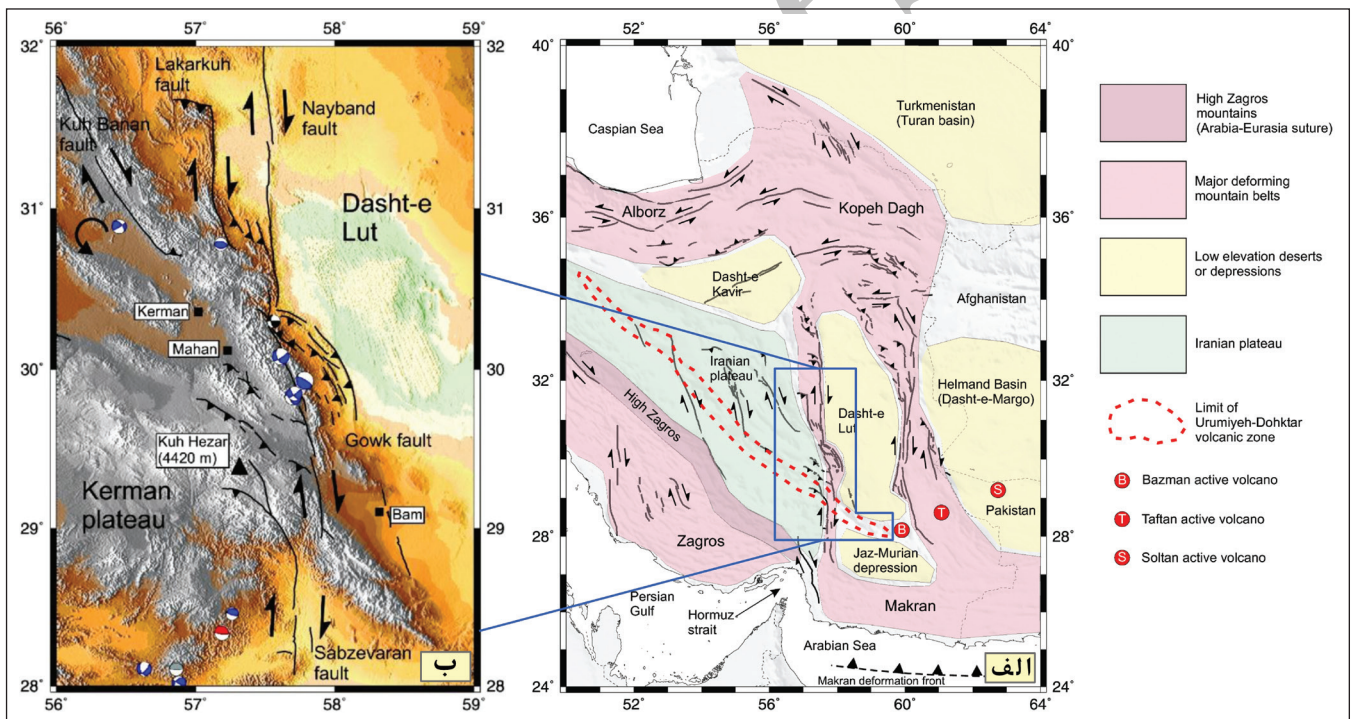 56°
57°
58°
59°
32°
32
Lakarkuh
fault
Nayband
fault
Kuh Banan
fault
Dasht-e
Lut
31°
31
Kerman
Mahan
30°
30
Kuh Hezar
(4420 m)
Gowk fault
Kerman
plateau
Bam
29°
29
Sabzevaran
fault
ب
28°
28
56°
57°
58°
59°
52°
56°
60°
64°
40°
40°
Turkmenistan
(Turan basin)
Caspian Sea
36°
36°
Alborz
Kopeh Dagh
Dasht-e
Kavir
Afghanistan
Iranian
plateau
32°
32°
Helmand Basin
(Dasht-e-Margo)
High Zagros
Dasht-e
Lut
S
T
Pakistan
B
28°
28°
Zagros
Jaz-Murian
depression
Makran
Persian
Gulf
Hormuz
strait
Arabian Sea
Makran deformation front
الف
24°
24°
52°
56°
60°
64°
High Zagros
mountains
(Arabia-Eurasia suture)
Major deforming
mountain belts
Low elevation deserts
or depressions
Iranian plateau
Limit of
Urumiyeh-Dohktar
volcanic zone
B Bazman active volcano
T Taftan active volcano
S Soltan active volcano